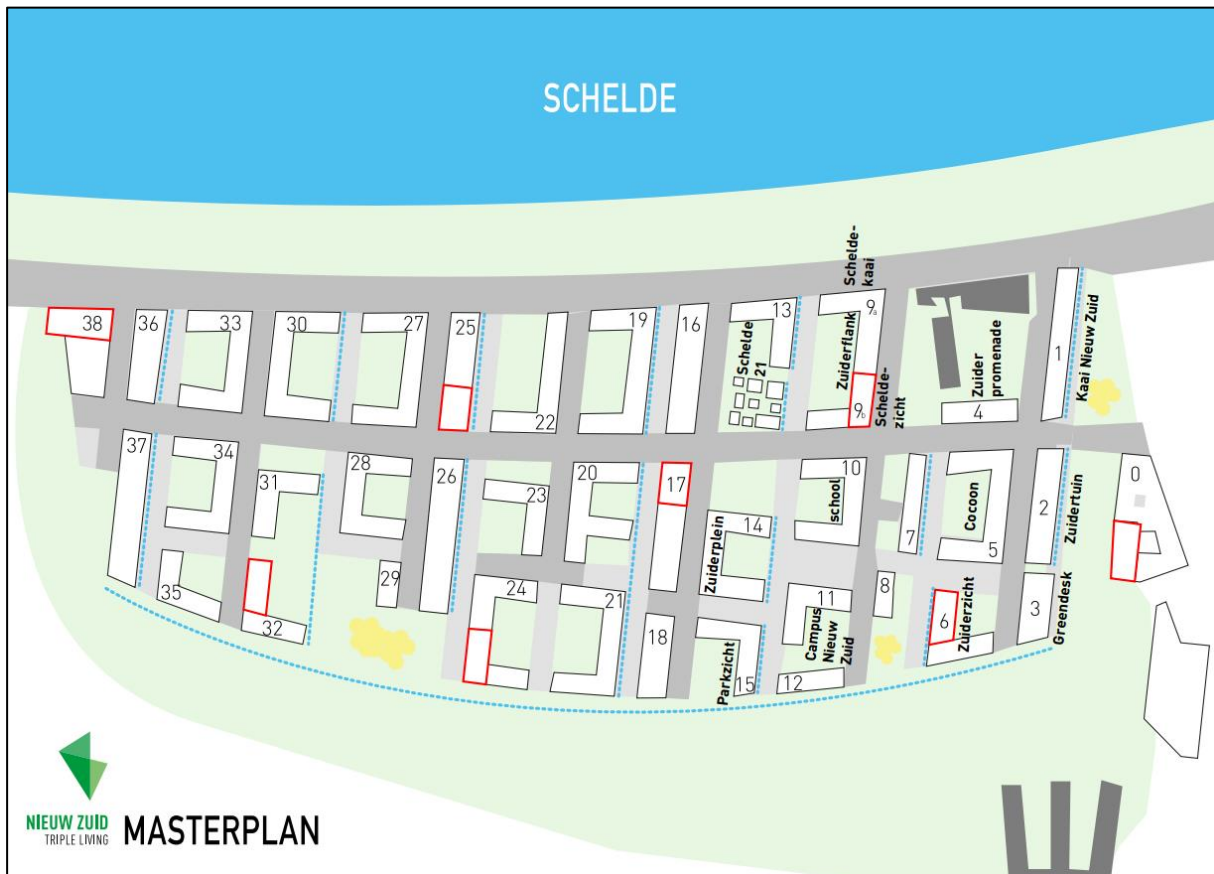 SCHELDE
Schelde-
kaai
38
36
33
30
27
25
22
19
16
13
Schelde
21
Zuiderflank
9a
9b
Schelde-
zicht
Zuider
promenade
4
1
Kaai Nieuw Zuid
37
34
31
28
26
23
20
17
14
Zuiderplein
10
school
7
Cocoon
5
2
Zuidertuin
0
35
32
29
24
21
18
Parkzicht
15
11
Campus
Nieuw
Zuid
12
8
6
Zuiderzicht
3
Greendesk
NIEUW ZUID
TRIPLE LIVING
MASTERPLAN